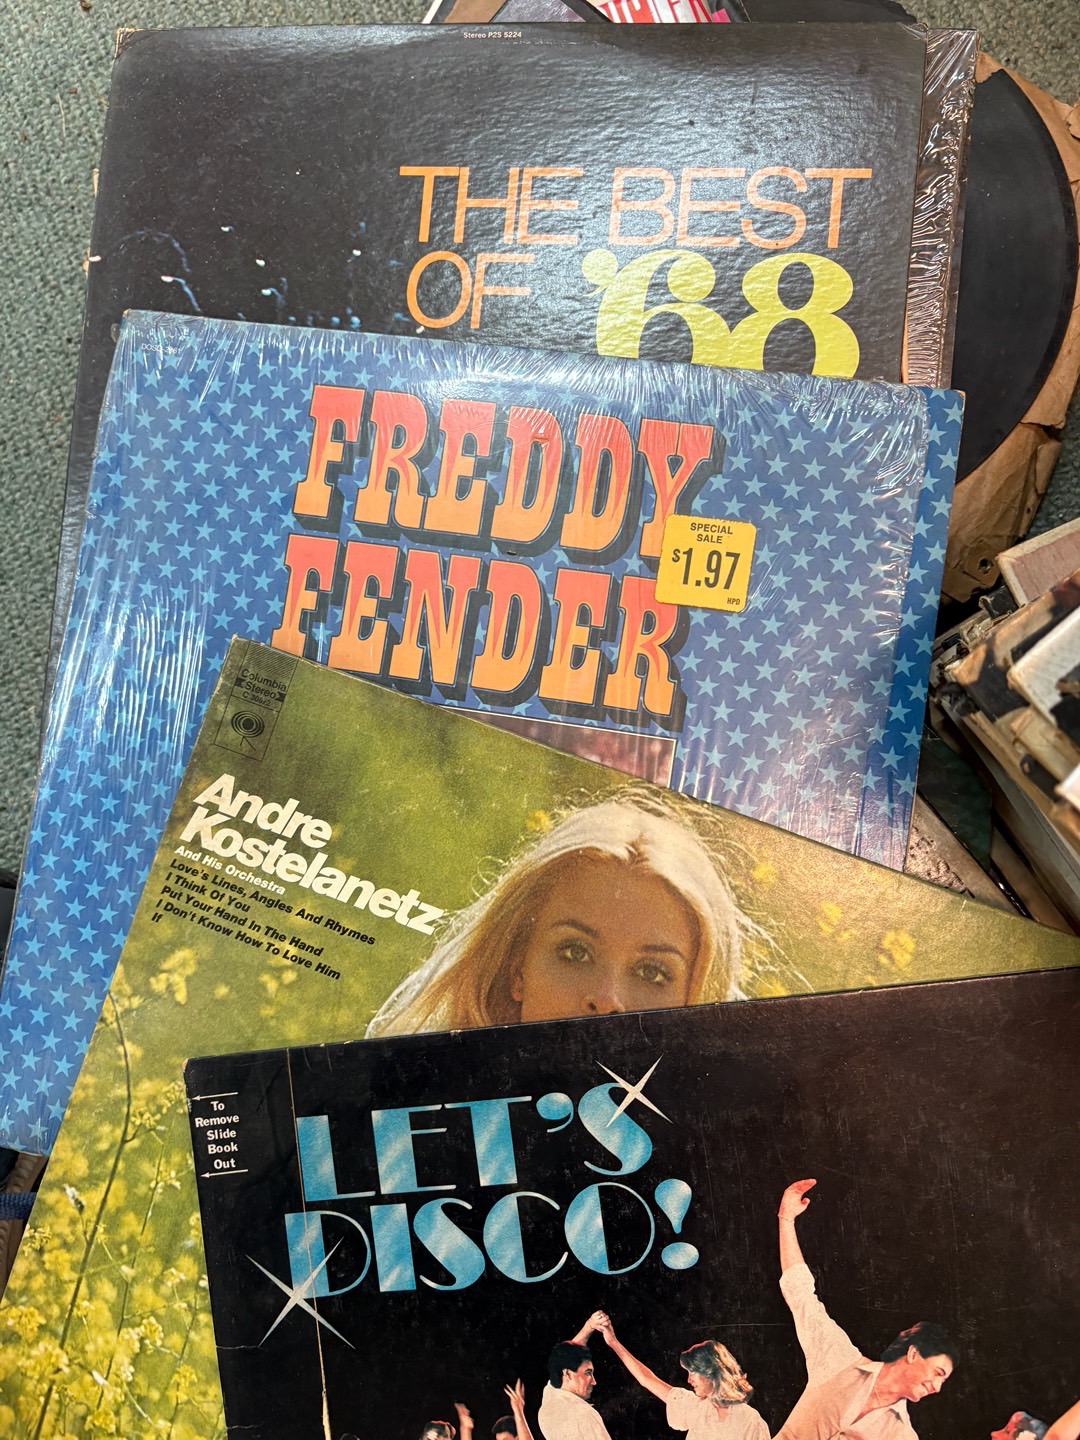 Stereo P2S 5224
THE BEST
OF '68
FREDDY
FENDER
SPECIAL
SALE
$1.97
HPD
Columbia
Stereo
Andre
Kostelanetz
And His Orchestra
Love's Lines, Angles And Rhymes
I Think Of You
Put Your Hand In The Hand
I Don't Know How To Love Him
If
To
Remove
Slide
Book
Out
LET'S
DISCO!